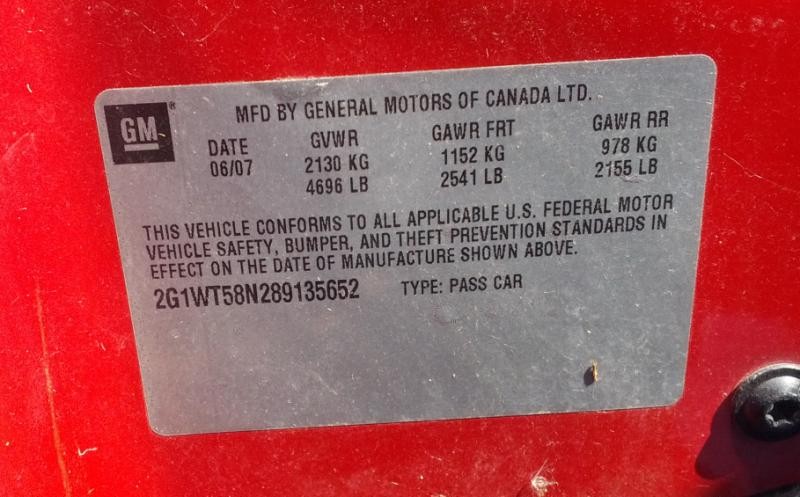 GM®
MFD BY GENERAL MOTORS OF CANADA LTD.
DATE GVWR GAWR FRT GAWR RR
06/07 2130 KG 1152 KG 978 KG
4696 LB 2541 LB 2155 LB
THIS VEHICLE CONFORMS TO ALL APPLICABLE U.S. FEDERAL MOTOR
VEHICLE SAFETY, BUMPER, AND THEFT PREVENTION STANDARDS IN
EFFECT ON THE DATE OF MANUFACTURE SHOWN ABOVE.
2G1WT58N289135652 TYPE: PASS CAR